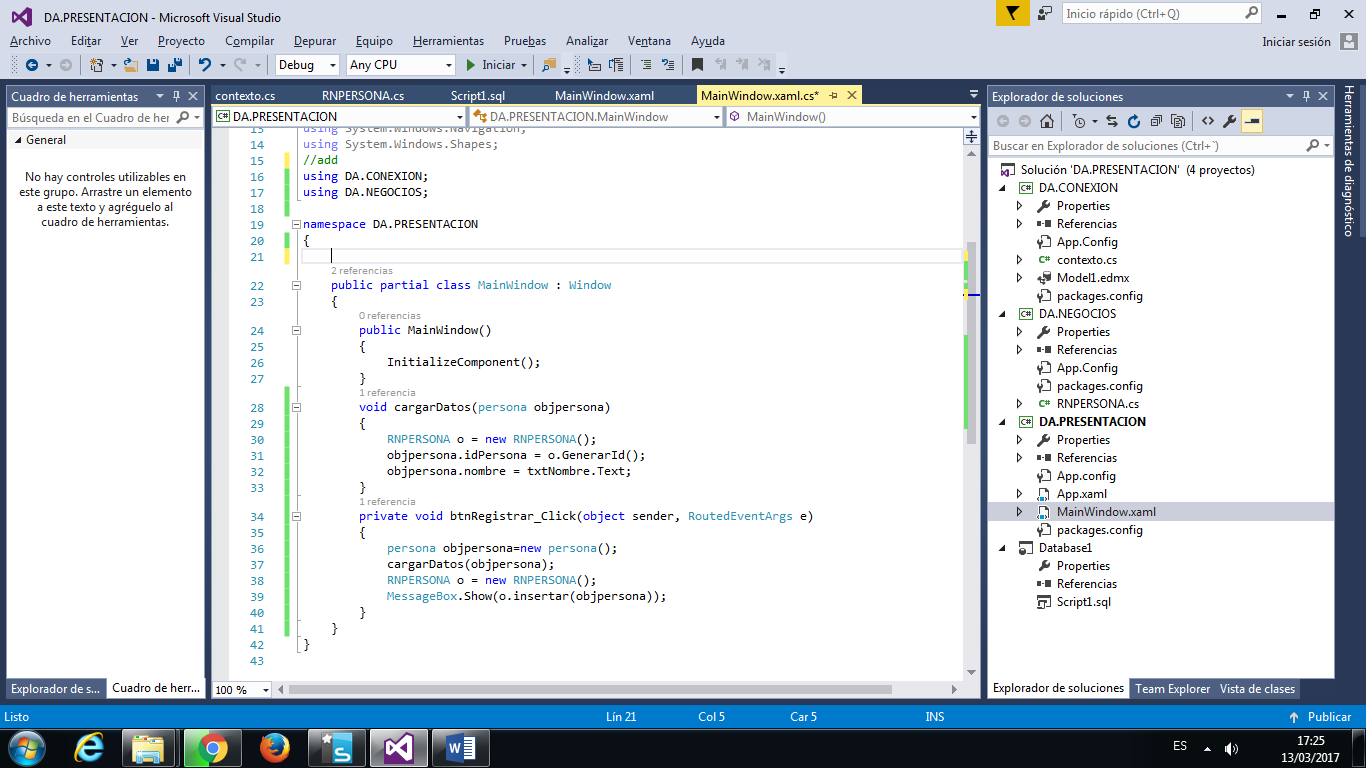 DA.PRESENTACION - Microsoft Visual Studio
Inicio rápido (Ctrl+Q)
Archivo Editar Ver Proyecto Compilar Depurar Equipo Herramientas Pruebas Analizar Ventana Ayuda
Iniciar sesión
Debug Any CPU Iniciar
Cuadro de herramientas
Búsqueda en el Cuadro de her
General
No hay controles utilizables en
este grupo. Arrastre un elemento
a este texto y agréguelo al
cuadro de herramientas.
Explorador de s... Cuadro de herr...
contexto.cs RNPERSONA.cs Script1.sql MainWindow.xaml MainWindow.xaml.cs*
DA.PRESENTACION DA.PRESENTACION.MainWindow MainWindow()
13 using System.Windows.Navigation;
14 using System.Windows.Shapes;
15 //add
16 using DA.CONEXION;
17 using DA.NEGOCIOS;
18
19 namespace DA.PRESENTACION
20 {
21
2 referencias
22 public partial class MainWindow : Window
23 {
0 referencias
24 public MainWindow()
25 {
26 InitializeComponent();
27 }
1 referencia
28 void cargarDatos(persona objpersona)
29 {
30 RNPERSONA o = new RNPERSONA();
31 objpersona.idPersona = o.GenerarId();
32 objpersona.nombre = txtNombre.Text;
33 }
1 referencia
34 private void btnRegistrar_Click(object sender, RoutedEventArgs e)
35 {
36 persona objpersona=new persona();
37 cargarDatos(objpersona);
38 RNPERSONA o = new RNPERSONA();
39 MessageBox.Show(o.insertar(objpersona));
40 }
41 }
42 }
43
100 %
Explorador de soluciones
Buscar en Explorador de soluciones (Ctrl+`)
Solución 'DA.PRESENTACION' (4 proyectos)
DA.CONEXION
Properties
Referencias
App.Config
contexto.cs
Model1.edmx
packages.config
DA.NEGOCIOS
Properties
Referencias
App.Config
packages.config
RNPERSONA.cs
DA.PRESENTACION
Properties
Referencias
App.config
App.xaml
MainWindow.xaml
packages.config
Database1
Properties
Referencias
Script1.sql
Explorador de soluciones Team Explorer Vista de clases
Herramientas de diagnóstico
Listo Lín 21 Col 5 Car 5 INS Publicar
ES 17:25
13/03/2017